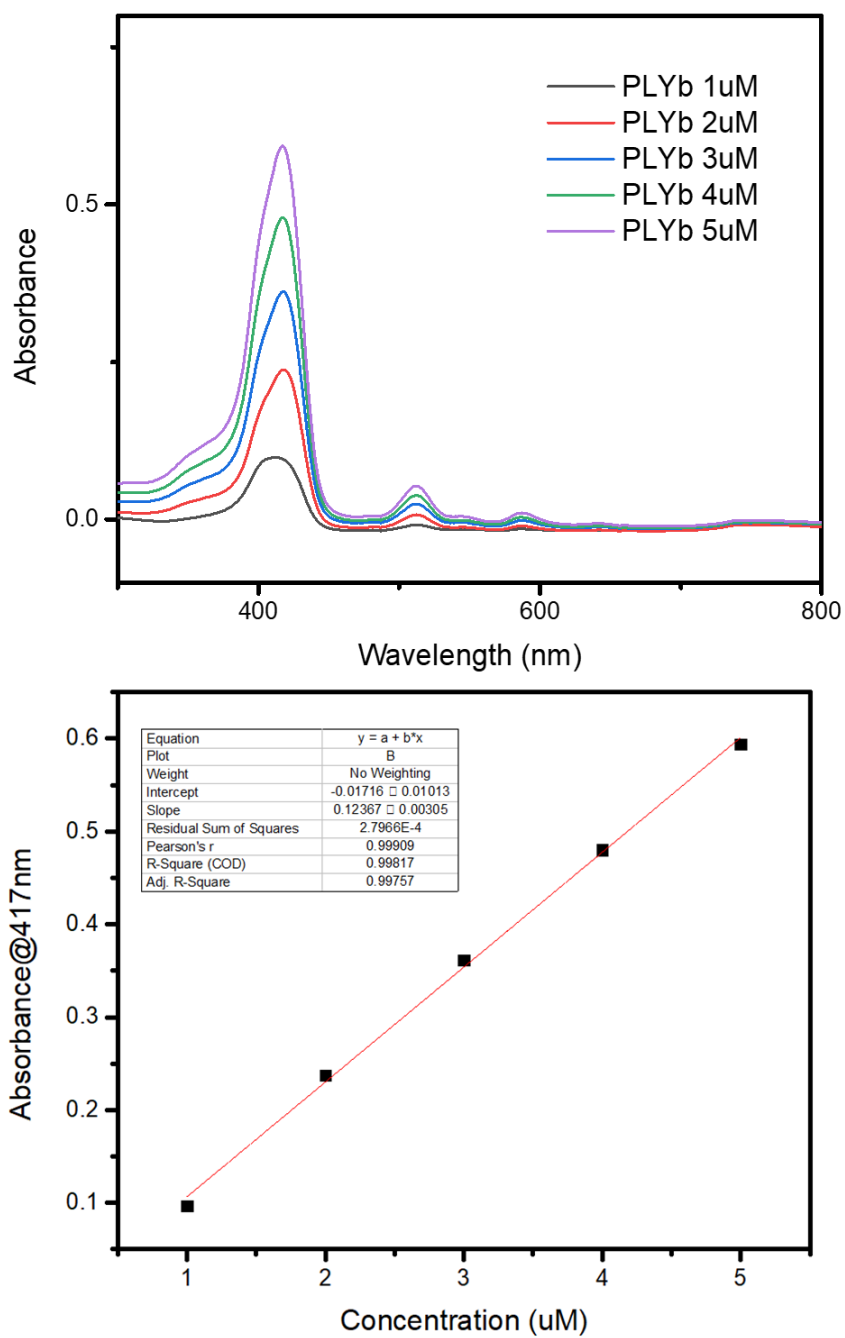 PLYb 1uM
PLYb 2uM
PLYb 3uM
PLYb 4uM
PLYb 5uM
0.5
0.0
Absorbance
400 600 800
Wavelength (nm)
0.6
0.5
0.4
0.3
0.2
0.1
Absorbance@417nm
Equation y = a + b*x
Plot B
Weight No Weighting
Intercept -0.01716 □ 0.01013
Slope 0.12367 □ 0.00305
Residual Sum of Squares 2.7966E-4
Pearson's r 0.99909
R-Square (COD) 0.99817
Adj. R-Square 0.99757
1 2 3 4 5
Concentration (uM)